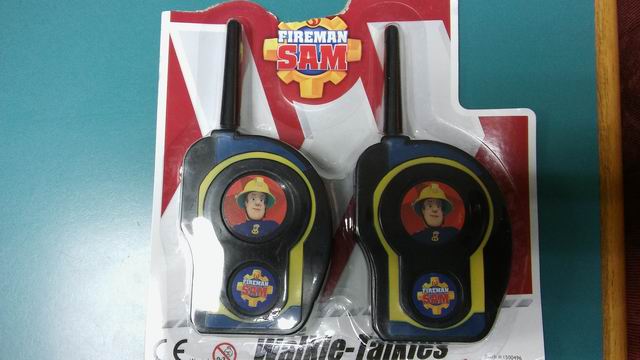 FIREMAN
SAM
FIREMAN
SAM
FIREMAN
SAM
CE
Walkie-Talkies